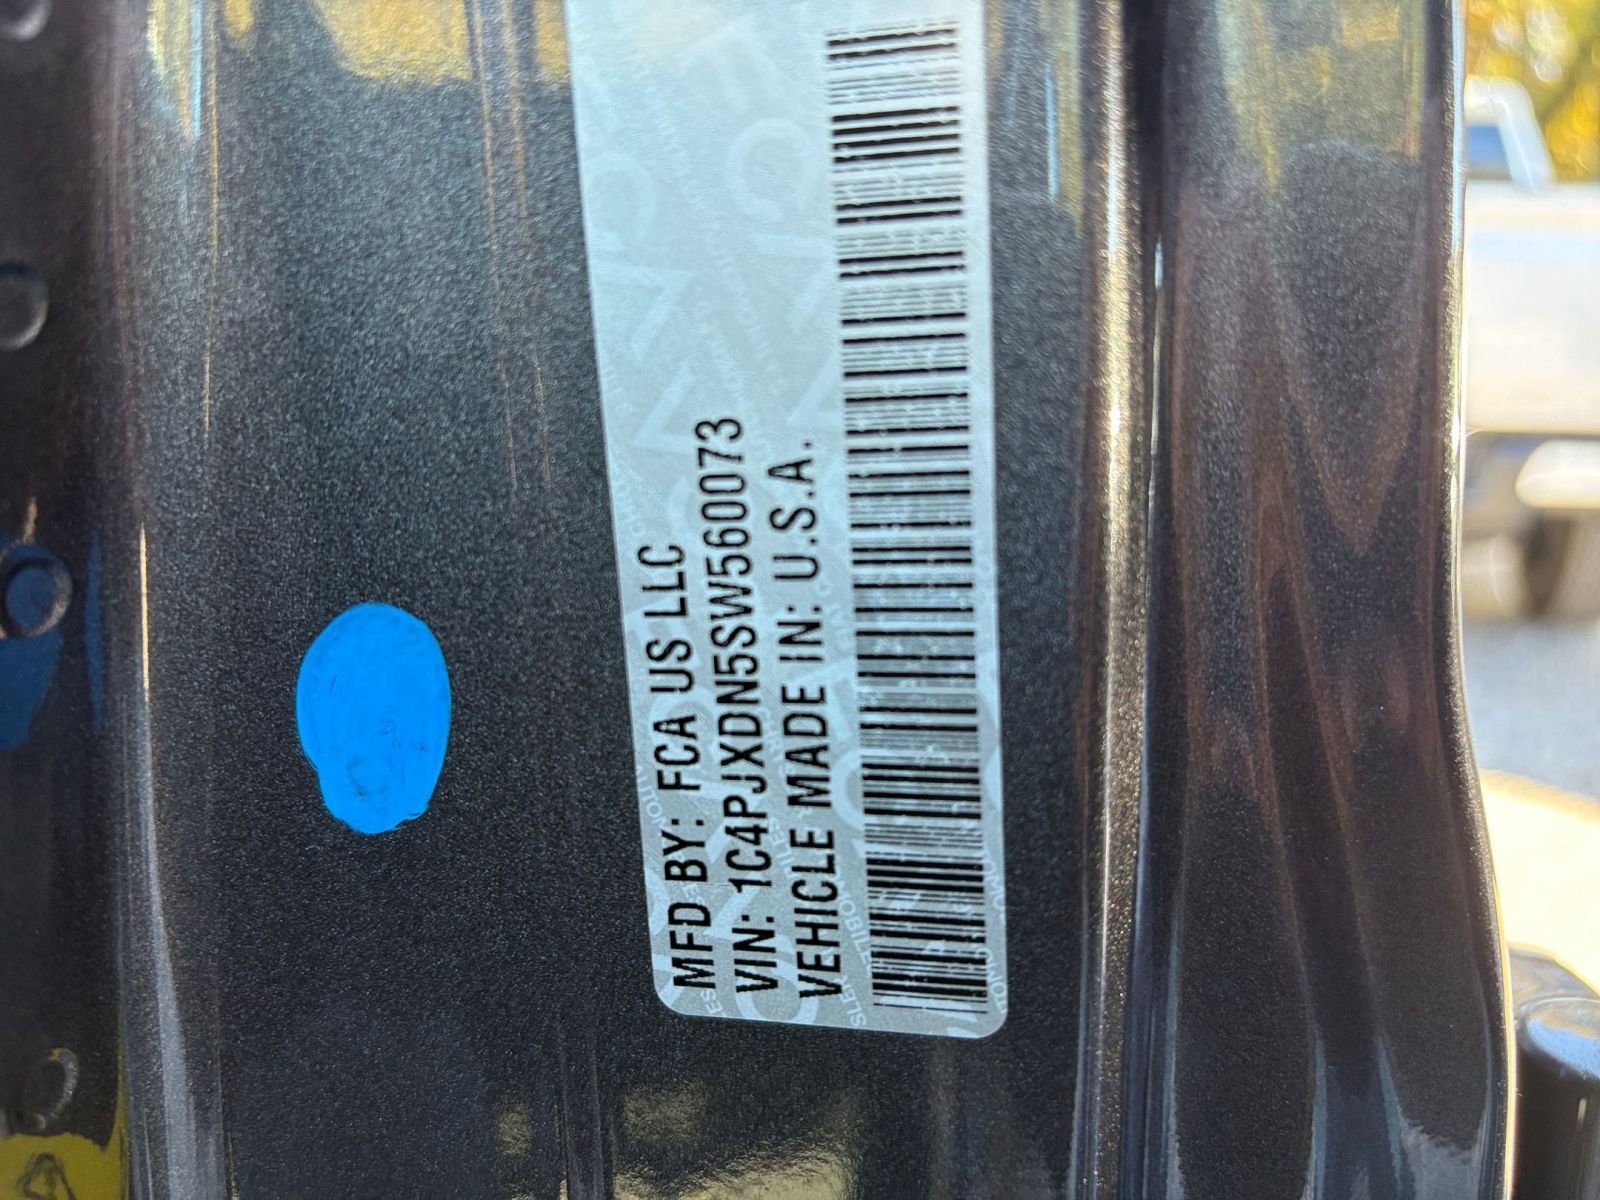 MFD BY: FCA US LLC
VIN: 1C4PJXDN5SW560073
VEHICLE MADE IN: U.S.A.